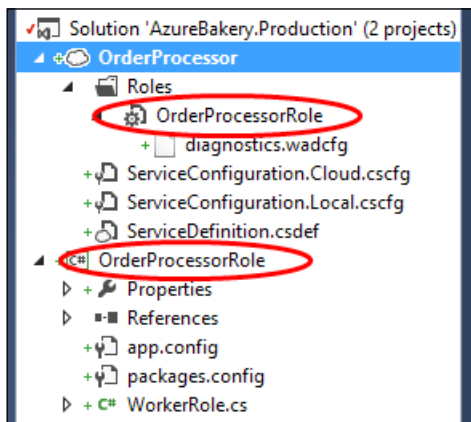 Solution 'AzureBakery.Production' (2 projects)
OrderProcessor
Roles
OrderProcessorRole
diagnostics.wadcfg
ServiceConfiguration.Cloud.cscfg
ServiceConfiguration.Local.cscfg
ServiceDefinition.csdef
C# OrderProcessorRole
Properties
References
app.config
packages.config
C# WorkerRole.cs